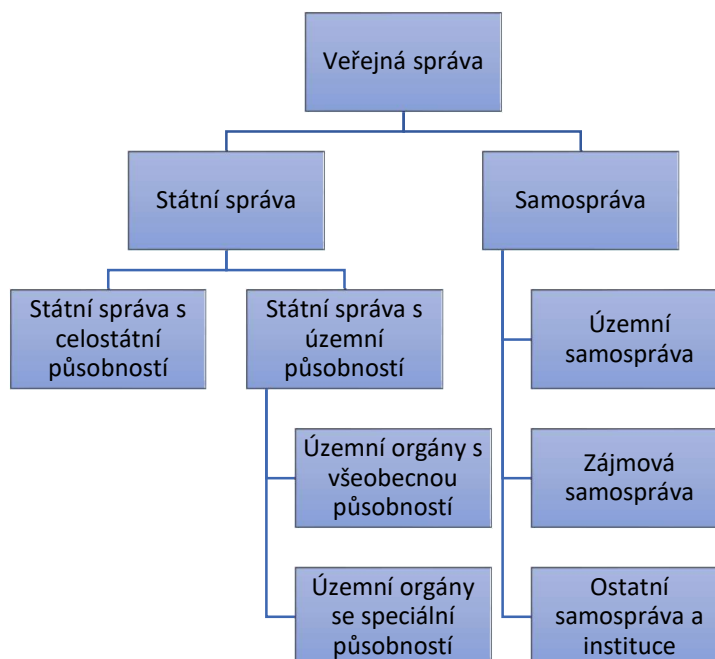 Veřejná správa
Státní správa
Samospráva
Státní správa s
celostátní
působností
Státní správa s
územní
působností
Územní
samospráva
Územní orgány s
všeobecnou
působností
Zájmová
samospráva
Územní orgány
se speciální
působností
Ostatní
samospráva a
instituce